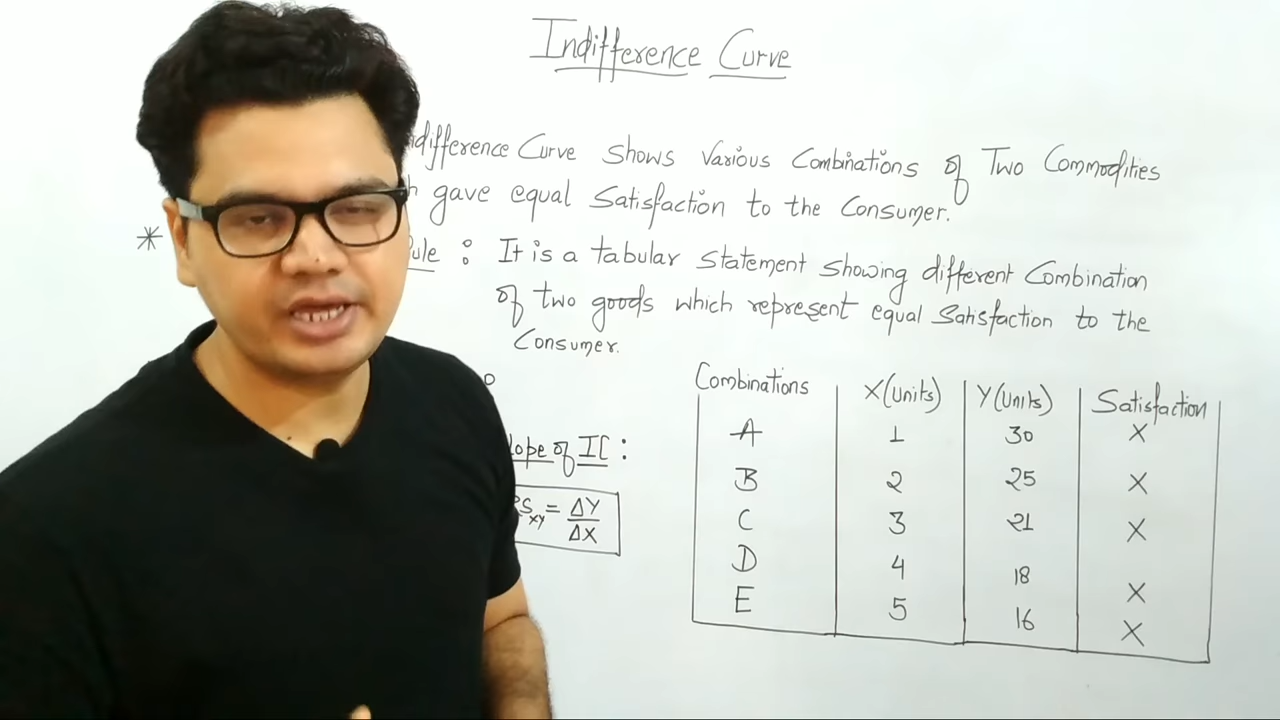 Indifference Curve
ndifference Curve Shows Various Combinations of Two Commodities
h gave equal Satisfaction to the Consumer.
* ule : It is a tabular Statement Showing different Combination
of two goods which represent equal Satisfaction to the
Consumer.
Combinations X(Units) Y(Units) Satisfaction
A 1 30 X
lope of IC :
B 2 25 X
S xy = ΔY/ΔX
C 3 21 X
D 4 18 X
E 5 16 X